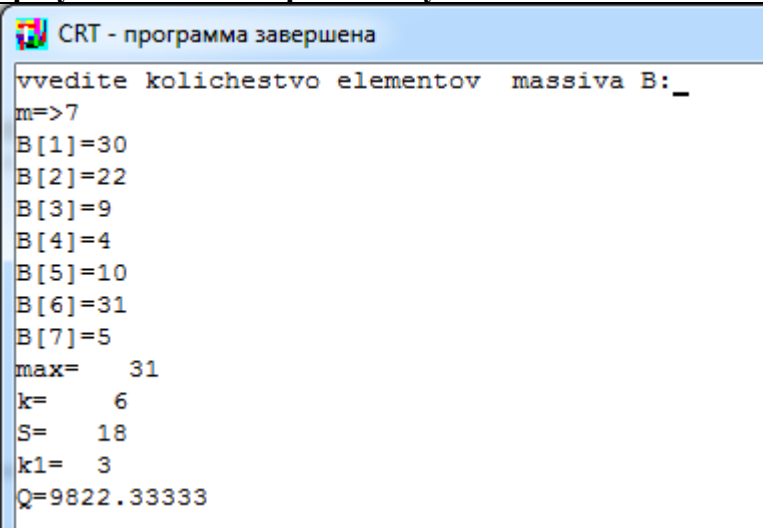 CRT - программа завершена
vvedite kolichestvo elementov massiva B:_
m=>7
B[1]=30
B[2]=22
B[3]=9
B[4]=4
B[5]=10
B[6]=31
B[7]=5
max= 31
k= 6
S= 18
k1= 3
Q=9822.33333